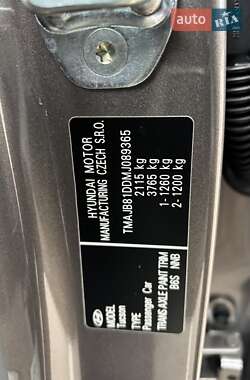 AUTO.RIA
HYUNDAI MOTOR
MANUFACTURING CZECH S.R.O.
TMAJB81DDMJ089365
2115 kg
3765 kg
1- 1260 kg
2- 1200 kg
MODEL
Tucson
TYPE
Passenger Car
TRANS AXLE PAINT TRIM
B6S NNB